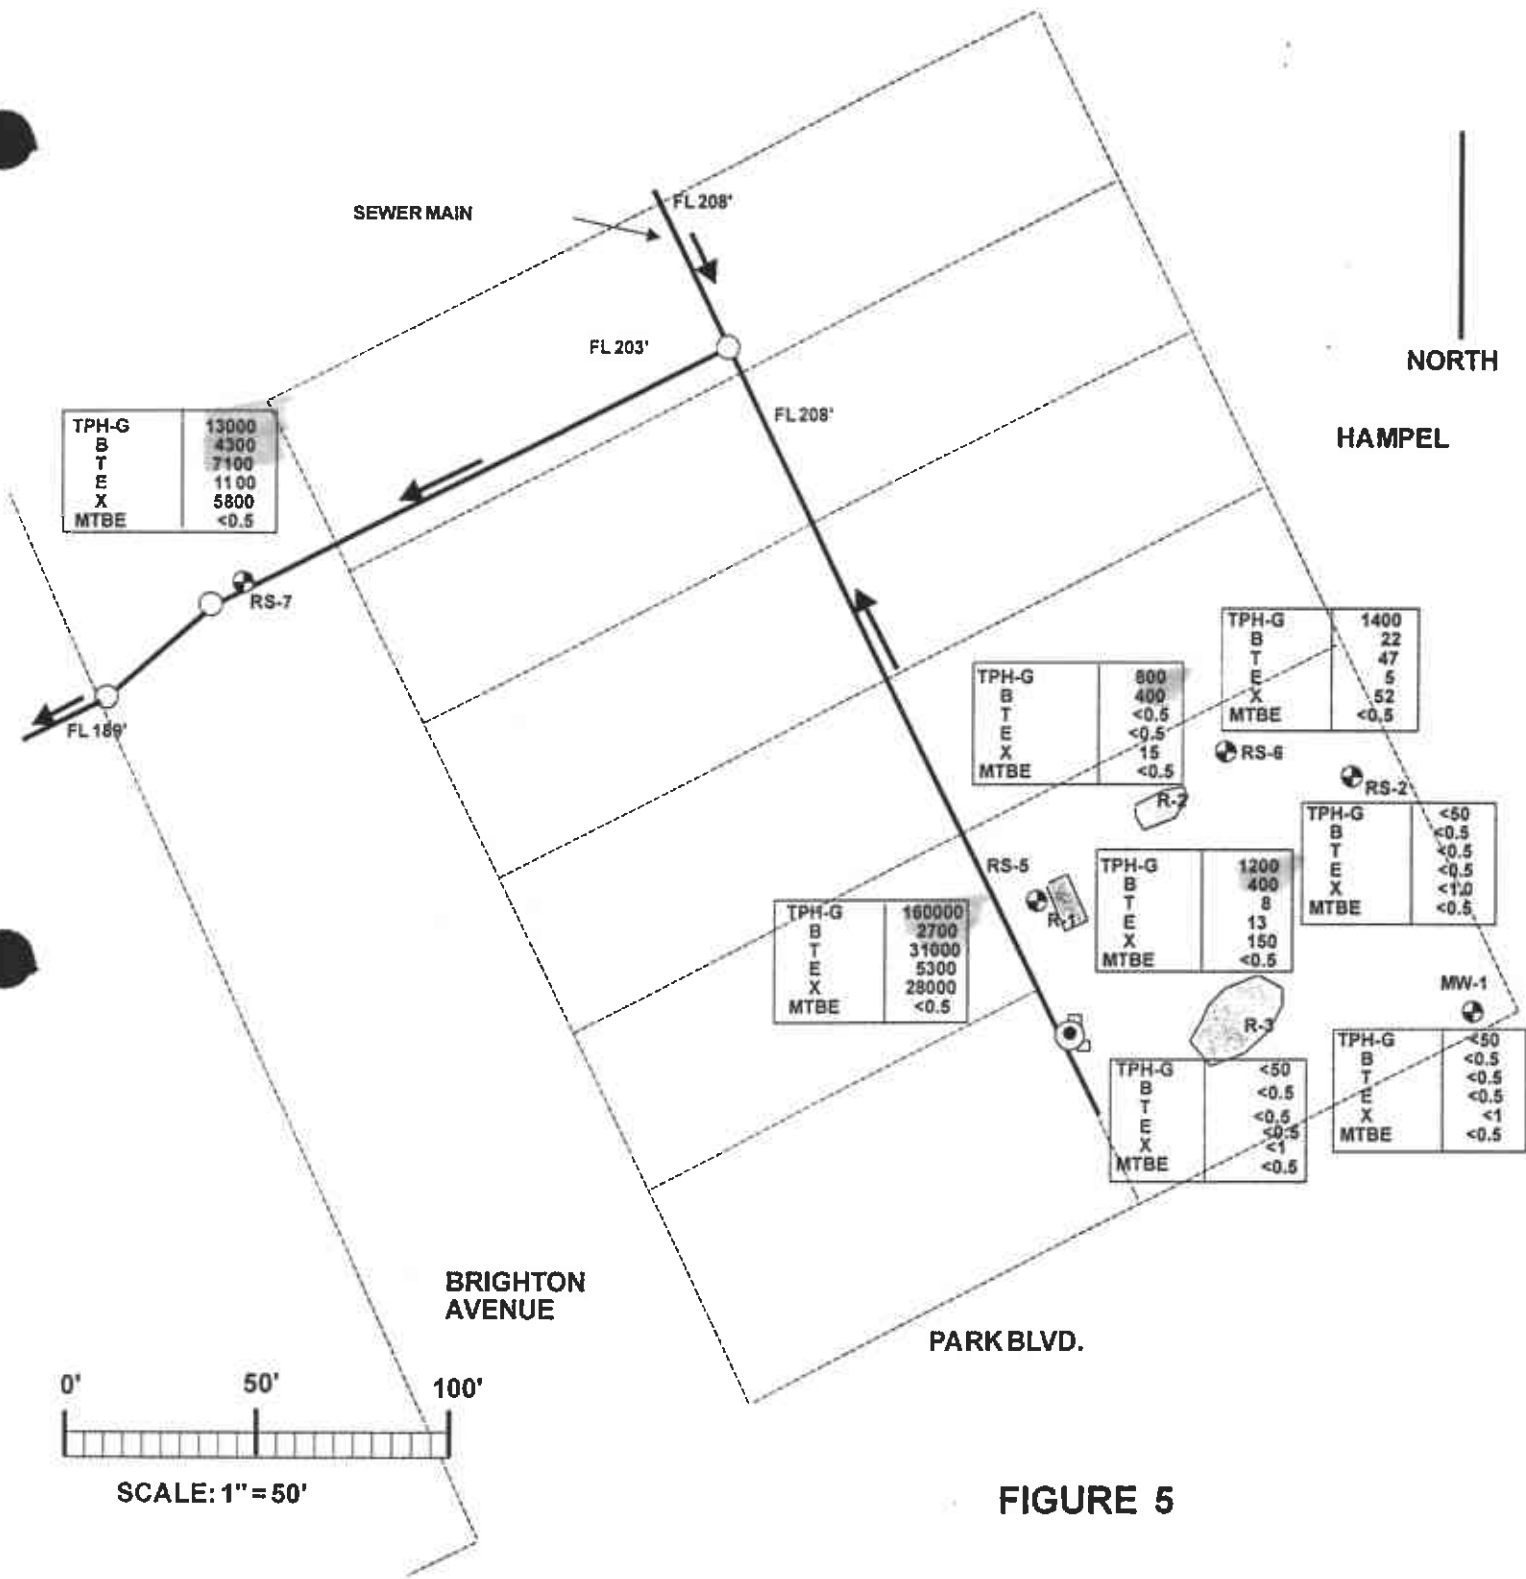 SEWER MAIN
FL 208'
FL 203'
FL 208'
NORTH
HAMPEL
TPH-G 13000
B 4300
T 7100
E 1100
X 5800
MTBE <0.5
RS-7
FL 189'
TPH-G 1400
B 22
T 47
E 5
X 52
MTBE <0.5
RS-6
TPH-G 800
B 400
T <0.5
E <0.5
X 15
MTBE <0.5
R-2
RS-2
TPH-G <50
B <0.5
T <0.5
E <0.5
X <1.0
MTBE <0.5
RS-5
R-1
TPH-G 1200
B 400
T 8
E 13
X 150
MTBE <0.5
TPH-G 160000
B 2700
T 31000
E 5300
X 28000
MTBE <0.5
R-3
MW-1
TPH-G <50
B <0.5
T <0.5
E <0.5
X <1
MTBE <0.5
TPH-G <50
B <0.5
T <0.5
E <0.5
X <1
MTBE <0.5
BRIGHTON
AVENUE
PARK BLVD.
0' 50' 100'
SCALE: 1" = 50'
FIGURE 5